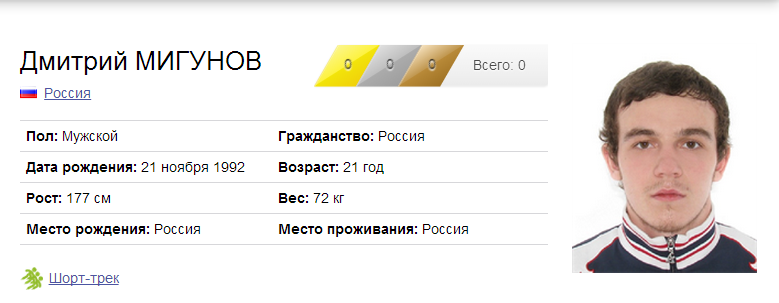 Дмитрий МИГУНОВ
0 0 0 Всего: 0
Россия
Пол: Мужской Гражданство: Россия
Дата рождения: 21 ноября 1992 Возраст: 21 год
Рост: 177 см Вес: 72 кг
Место рождения: Россия Место проживания: Россия
Шорт-трек